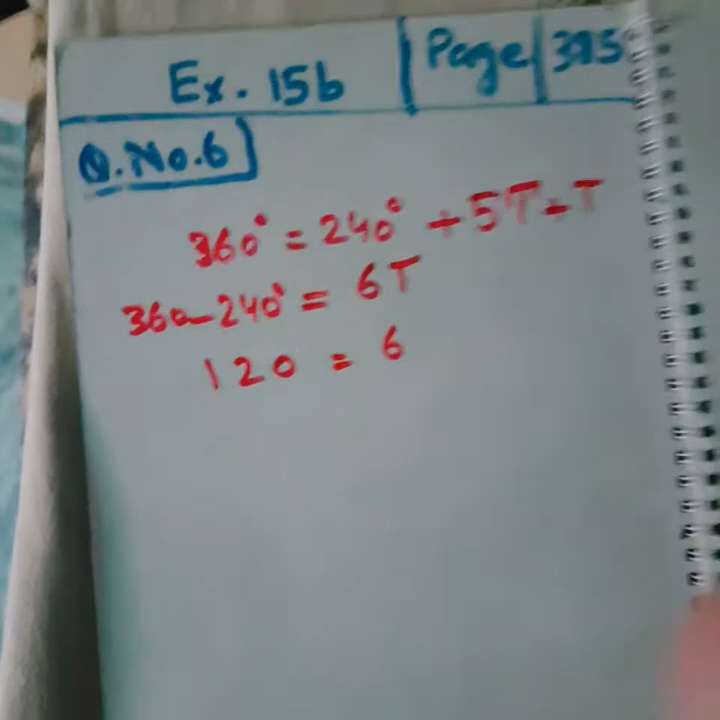 Ex. 15b | Page | 395
Q.No.6
360° = 240° + 5T + T
360-240° = 6T
120 = 6